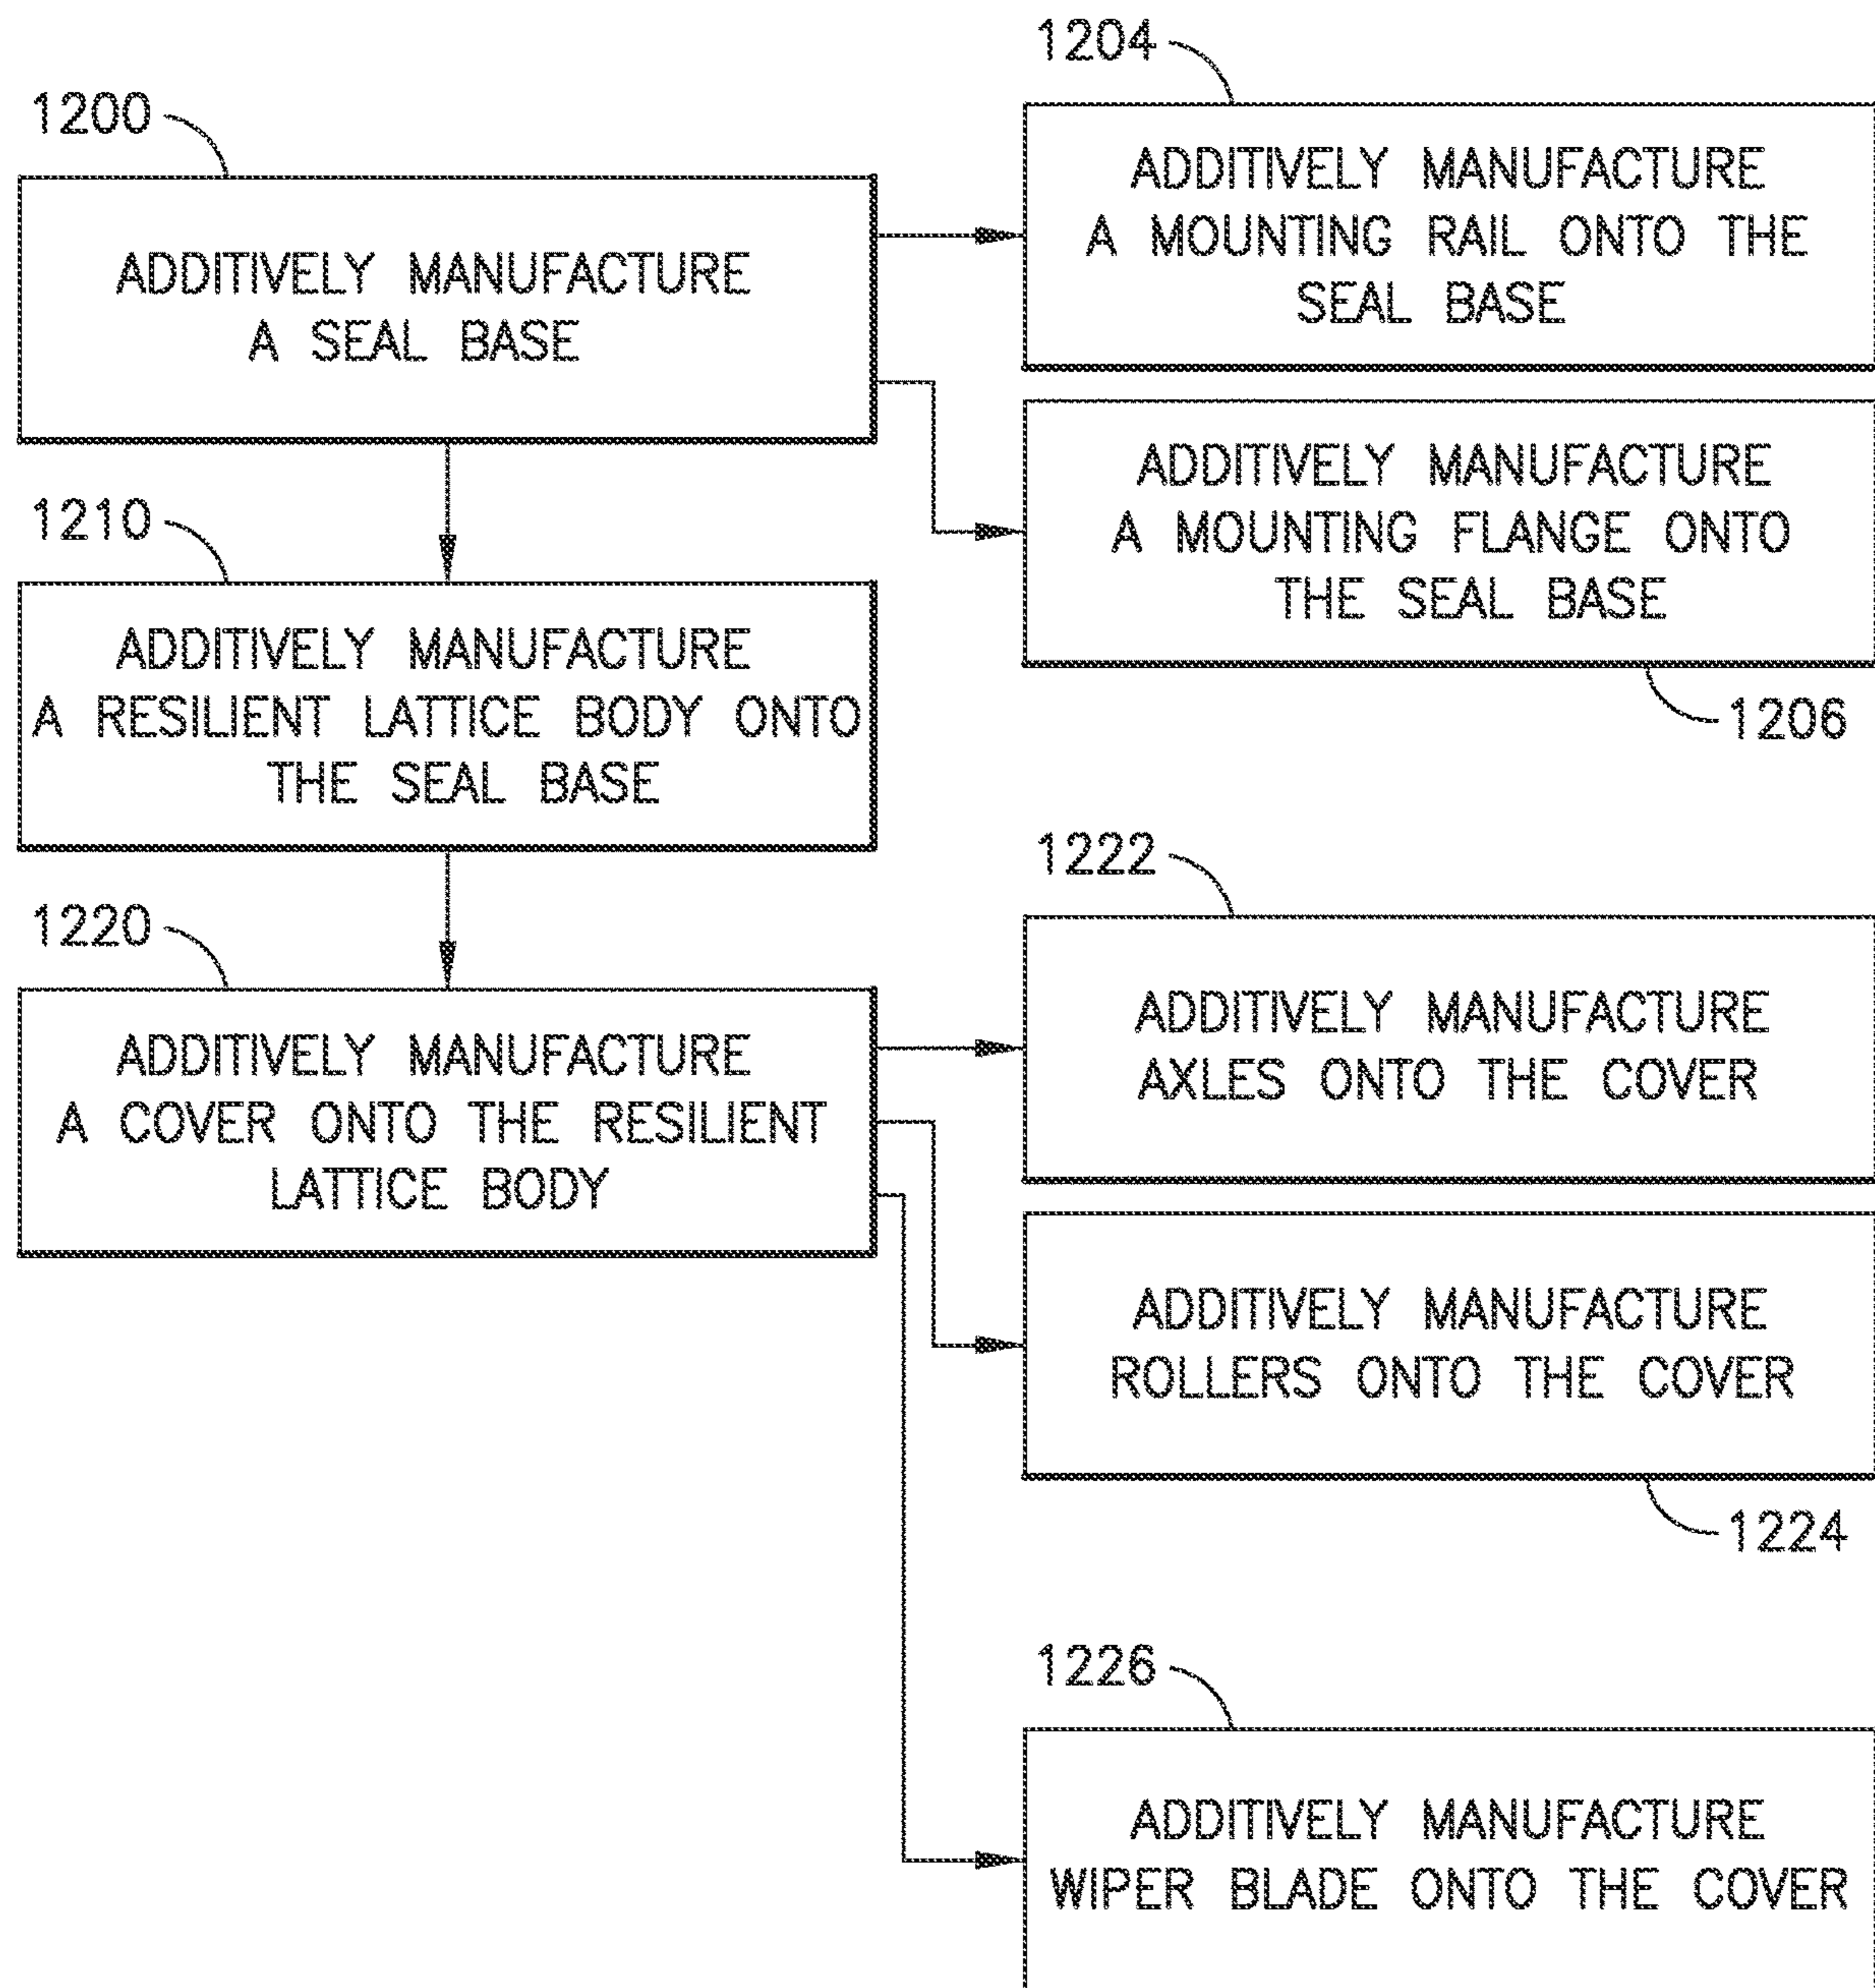 1200
ADDITIVELY MANUFACTURE
A SEAL BASE
1204
ADDITIVELY MANUFACTURE
A MOUNTING RAIL ONTO THE
SEAL BASE
ADDITIVELY MANUFACTURE
A MOUNTING FLANGE ONTO
THE SEAL BASE
1206
1210
ADDITIVELY MANUFACTURE
A RESILIENT LATTICE BODY ONTO
THE SEAL BASE
1220
ADDITIVELY MANUFACTURE
A COVER ONTO THE RESILIENT
LATTICE BODY
1222
ADDITIVELY MANUFACTURE
AXLES ONTO THE COVER
ADDITIVELY MANUFACTURE
ROLLERS ONTO THE COVER
1224
1226
ADDITIVELY MANUFACTURE
WIPER BLADE ONTO THE COVER